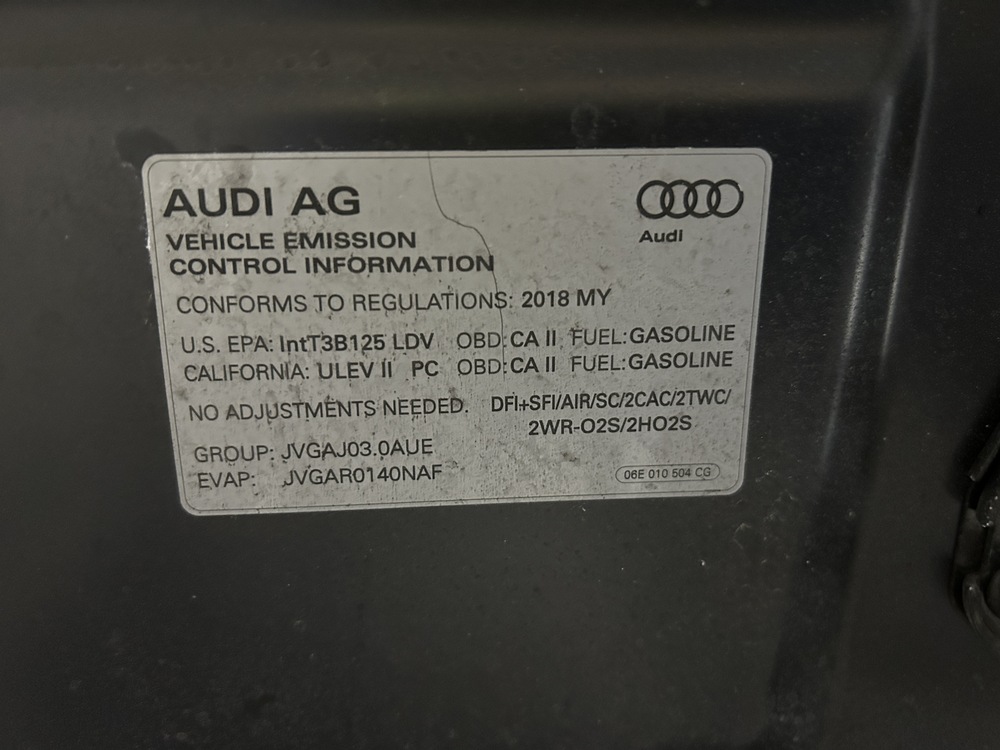 AUDI AG
Audi
VEHICLE EMISSION
CONTROL INFORMATION
CONFORMS TO REGULATIONS: 2018 MY
U.S. EPA: IntT3B125 LDV OBD: CA II FUEL: GASOLINE
CALIFORNIA: ULEV II PC OBD: CA II FUEL: GASOLINE
NO ADJUSTMENTS NEEDED. DFI+SFI/AIR/SC/2CAC/2TWC/
2WR-O2S/2HO2S
GROUP: JVGAJ03.0AUE
EVAP: JVGAR0140NAF
06E 010 504 CG